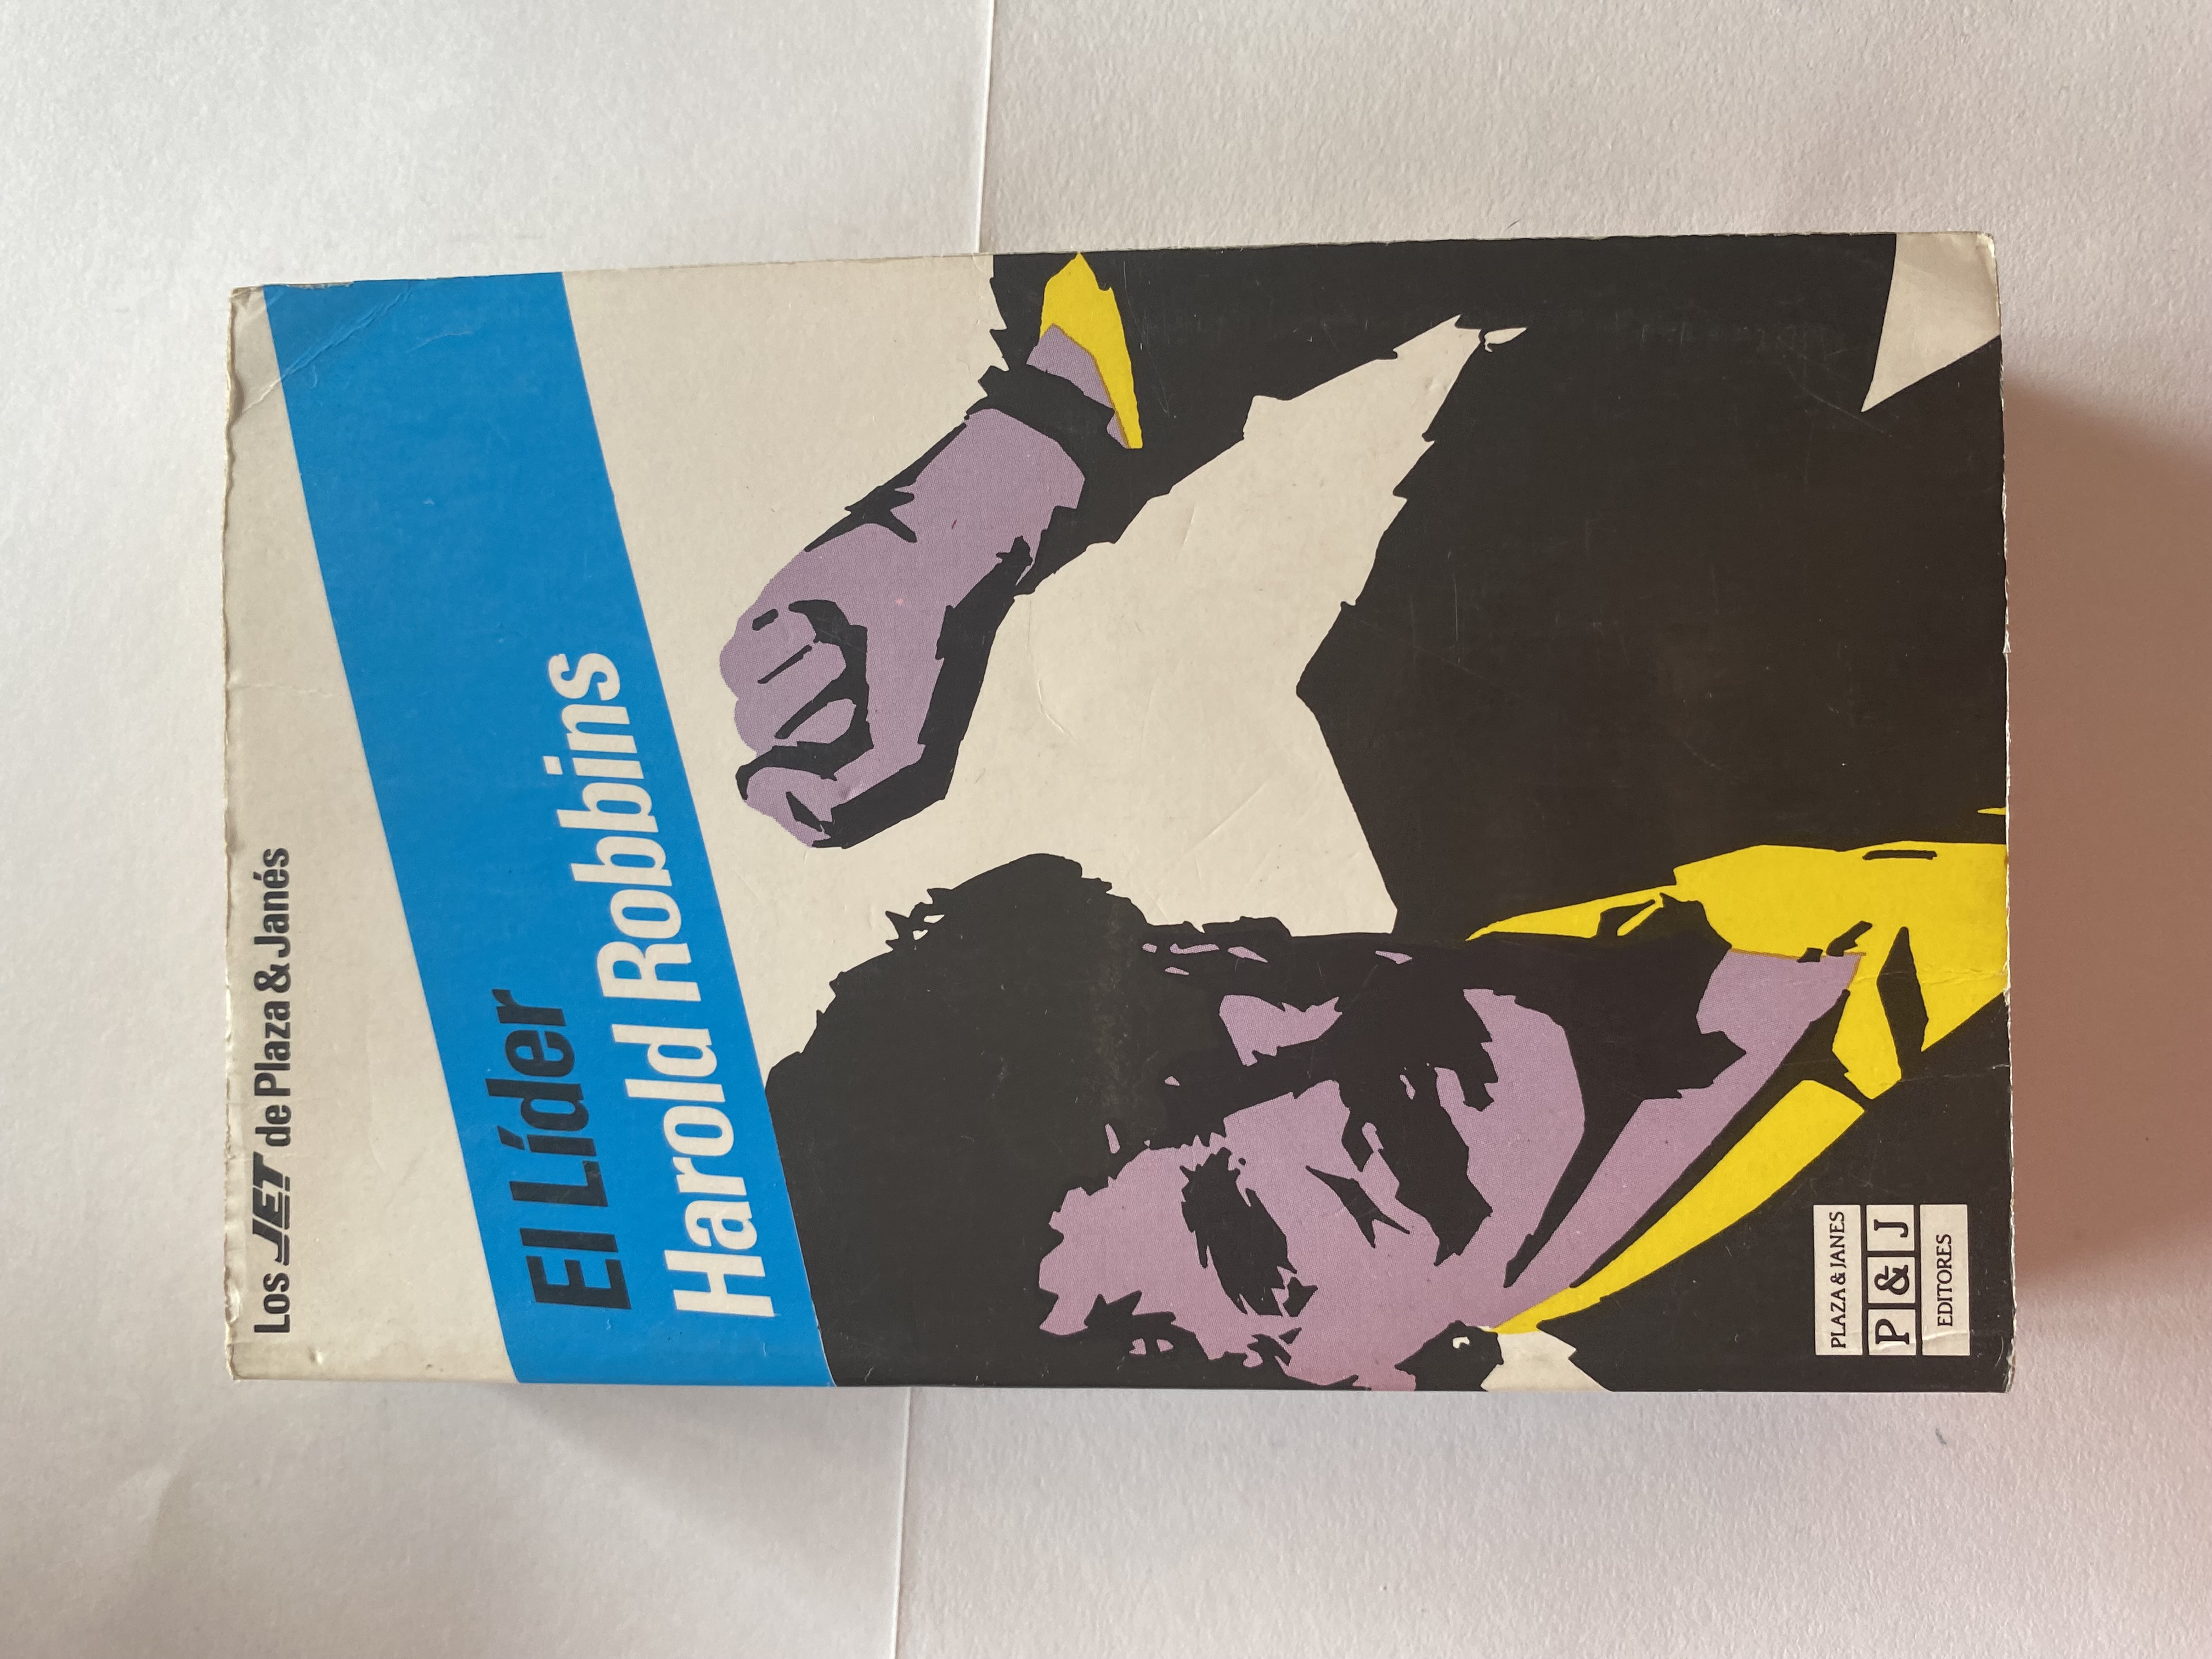 Los JET de Plaza & Janés
El Líder
Harold Robbins
PLAZA & JANES
P & J
EDITORES